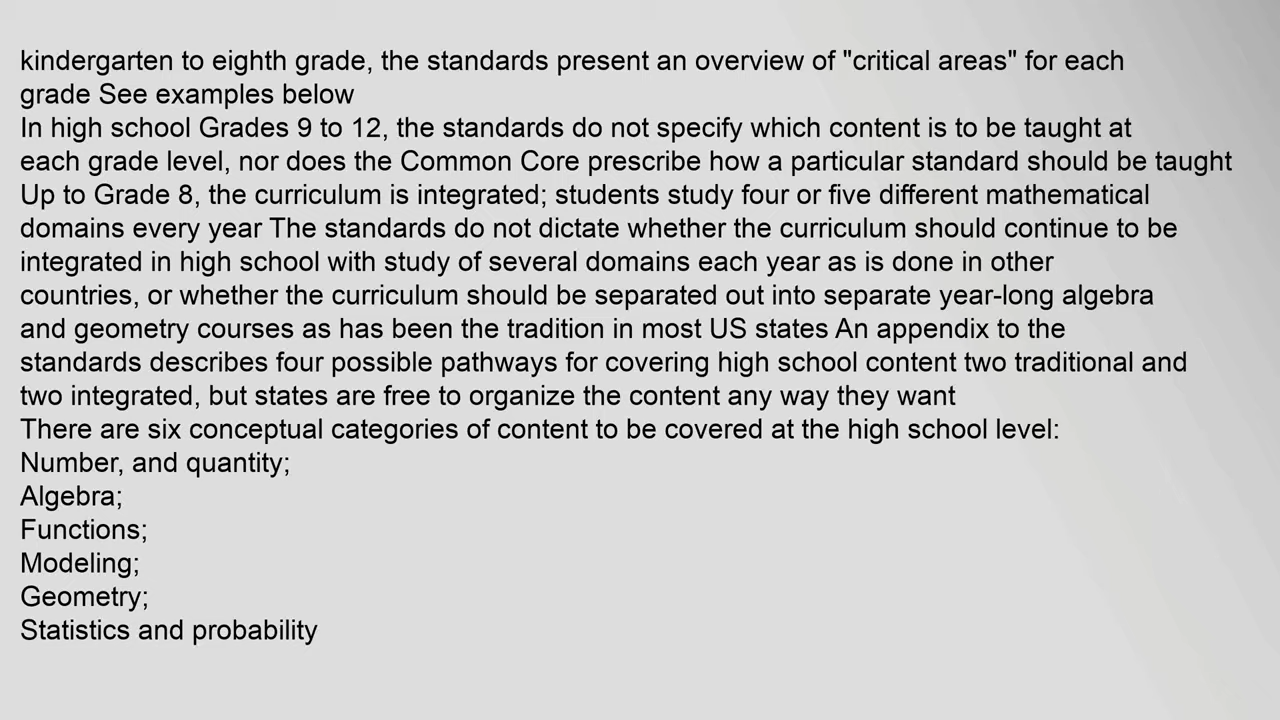 kindergarten to eighth grade, the standards present an overview of "critical areas" for each
grade See examples below
In high school Grades 9 to 12, the standards do not specify which content is to be taught at
each grade level, nor does the Common Core prescribe how a particular standard should be taught
Up to Grade 8, the curriculum is integrated; students study four or five different mathematical
domains every year The standards do not dictate whether the curriculum should continue to be
integrated in high school with study of several domains each year as is done in other
countries, or whether the curriculum should be separated out into separate year-long algebra
and geometry courses as has been the tradition in most US states An appendix to the
standards describes four possible pathways for covering high school content two traditional and
two integrated, but states are free to organize the content any way they want
There are six conceptual categories of content to be covered at the high school level:
Number, and quantity;
Algebra;
Functions;
Modeling;
Geometry;
Statistics and probability